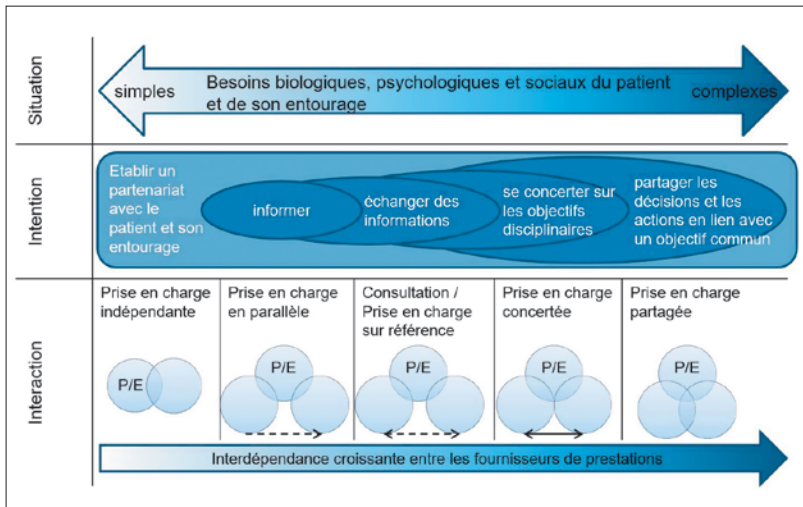 Situation
simples
Besoins biologiques, psychologiques et sociaux du patient
et de son entourage
complexes
Intention
Etablir un
partenariat
avec le
patient et son
entourage
informer
échanger des
informations
se concerter sur
les objectifs
disciplinaires
partager les
décisions et les
actions en lien avec
un objectif commun
Interaction
Prise en charge
indépendante
P/E
Prise en charge
en parallèle
P/E
Consultation /
Prise en charge
sur référence
P/E
Prise en charge
concertée
P/E
Prise en charge
partagée
P/E
Interdépendance croissante entre les fournisseurs de prestations